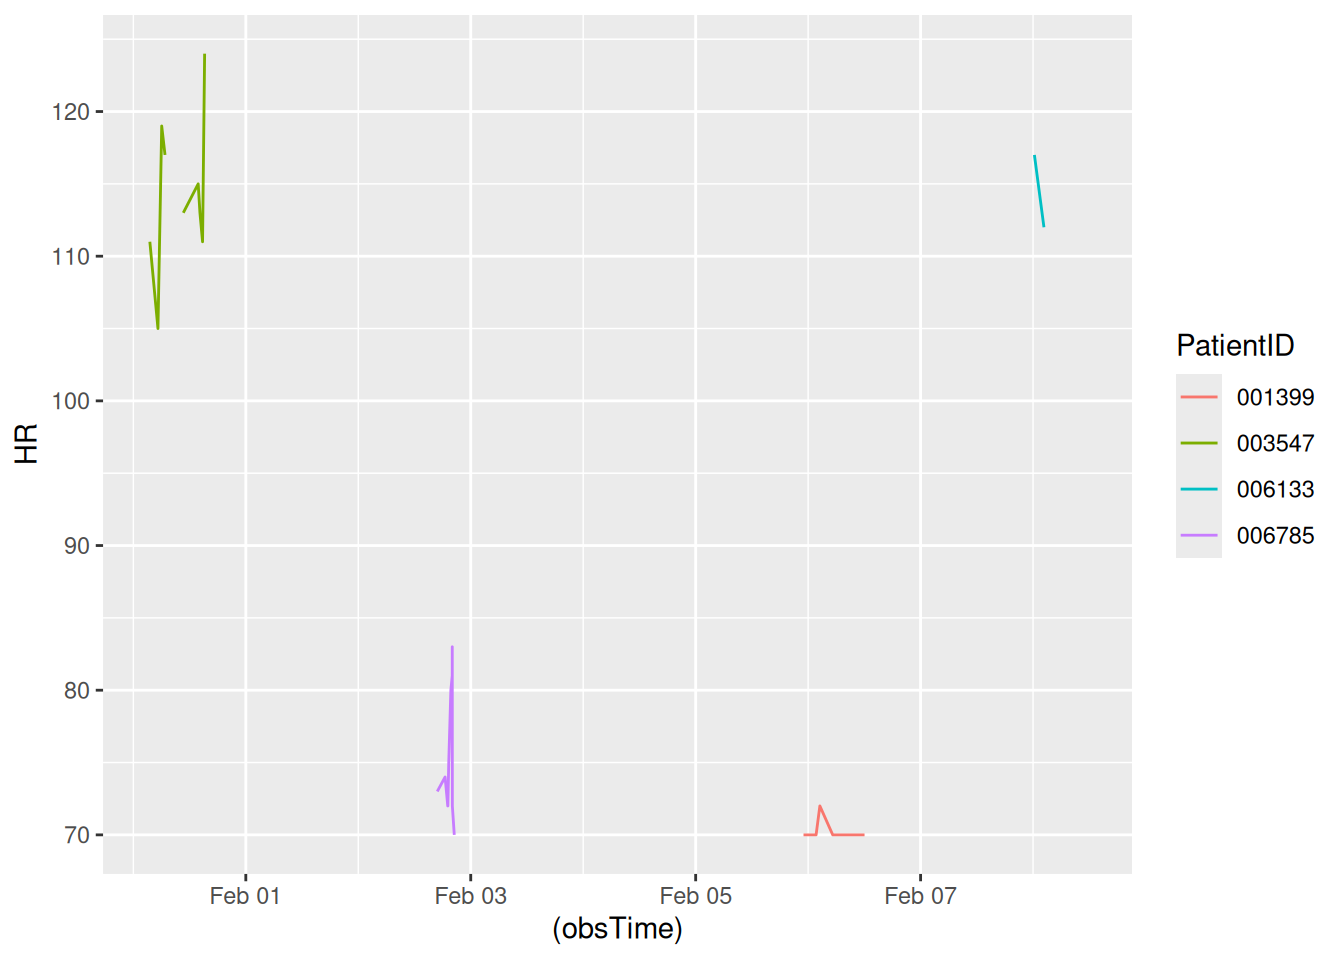 120
110
100
90
80
70
HR
Feb 01
Feb 03
Feb 05
Feb 07
(obsTime)
PatientID
001399
003547
006133
006785